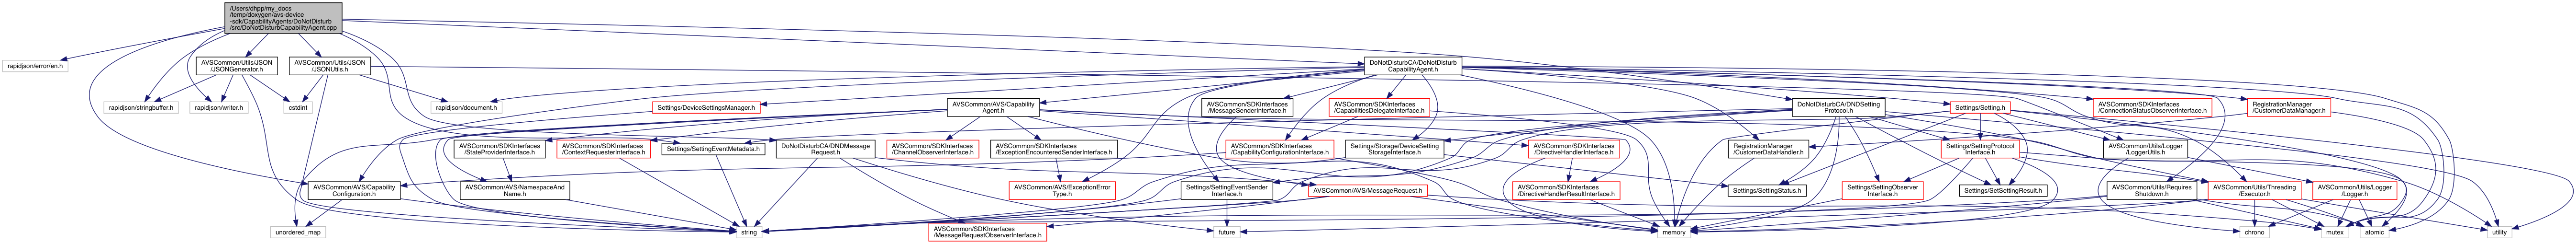 /Users/dhpp/my_docs
/temp/doxygen/avs-device
-sdk/CapabilityAgents/DoNotDisturb
/src/DoNotDisturbCapabilityAgent.cpp
rapidjson/error/en.h
AVSCommon/Utils/JSON
/JSONGenerator.h
AVSCommon/Utils/JSON
/JSONUtils.h
DoNotDisturbCA/DoNotDisturb
CapabilityAgent.h
rapidjson/stringbuffer.h
rapidjson/writer.h
cstdint
rapidjson/document.h
Settings/DeviceSettingsManager.h
AVSCommon/AVS/Capability
Agent.h
AVSCommon/SDKInterfaces
/MessageSenderInterface.h
AVSCommon/SDKInterfaces
/CapabilitiesDelegateInterface.h
DoNotDisturbCA/DNDSetting
Protocol.h
Settings/Setting.h
AVSCommon/SDKInterfaces
/ConnectionStatusObserverInterface.h
RegistrationManager
/CustomerDataManager.h
AVSCommon/SDKInterfaces
/StateProviderInterface.h
AVSCommon/SDKInterfaces
/ContextRequesterInterface.h
Settings/SettingEventMetadata.h
DoNotDisturbCA/DNDMessage
Request.h
AVSCommon/SDKInterfaces
/ChannelObserverInterface.h
AVSCommon/SDKInterfaces
/ExceptionEncounteredSenderInterface.h
AVSCommon/SDKInterfaces
/CapabilityConfigurationInterface.h
Settings/Storage/DeviceSetting
StorageInterface.h
AVSCommon/SDKInterfaces
/DirectiveHandlerInterface.h
RegistrationManager
/CustomerDataHandler.h
Settings/SettingProtocol
Interface.h
AVSCommon/Utils/Logger
/LoggerUtils.h
AVSCommon/AVS/Capability
Configuration.h
AVSCommon/AVS/NamespaceAnd
Name.h
AVSCommon/AVS/ExceptionError
Type.h
Settings/SettingEventSender
Interface.h
AVSCommon/AVS/MessageRequest.h
AVSCommon/SDKInterfaces
/DirectiveHandlerResultInterface.h
Settings/SettingStatus.h
Settings/SettingObserver
Interface.h
Settings/SetSettingResult.h
AVSCommon/Utils/Requires
Shutdown.h
AVSCommon/Utils/Threading
/Executor.h
AVSCommon/Utils/Logger
/Logger.h
unordered_map
string
AVSCommon/SDKInterfaces
/MessageRequestObserverInterface.h
future
memory
chrono
mutex
atomic
utility